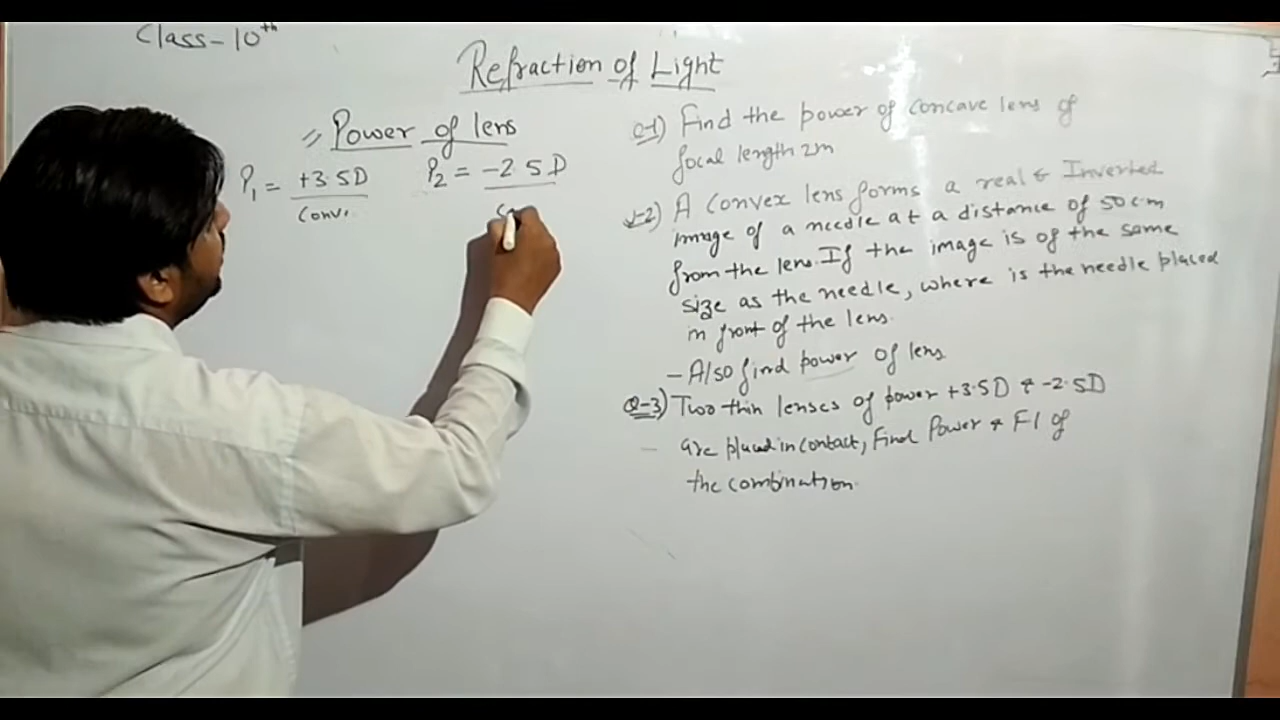 Class-10th
Refraction of Light
Power of lens
P1 = +3.5D P2 = -2.5D
Conv.
Q-1) Find the power of concave lens of
focal length 2m
Q-2) A convex lens forms a real & Inverted
image of a needle at a distance of 50 cm
from the lens. If the image is of the same
size as the needle, where is the needle placed
in front of the lens.
- Also find power of lens
Q-3) Two thin lenses of power +3.5D & -2.5D
are placed in contact, Find Power & Fl of
the combination.